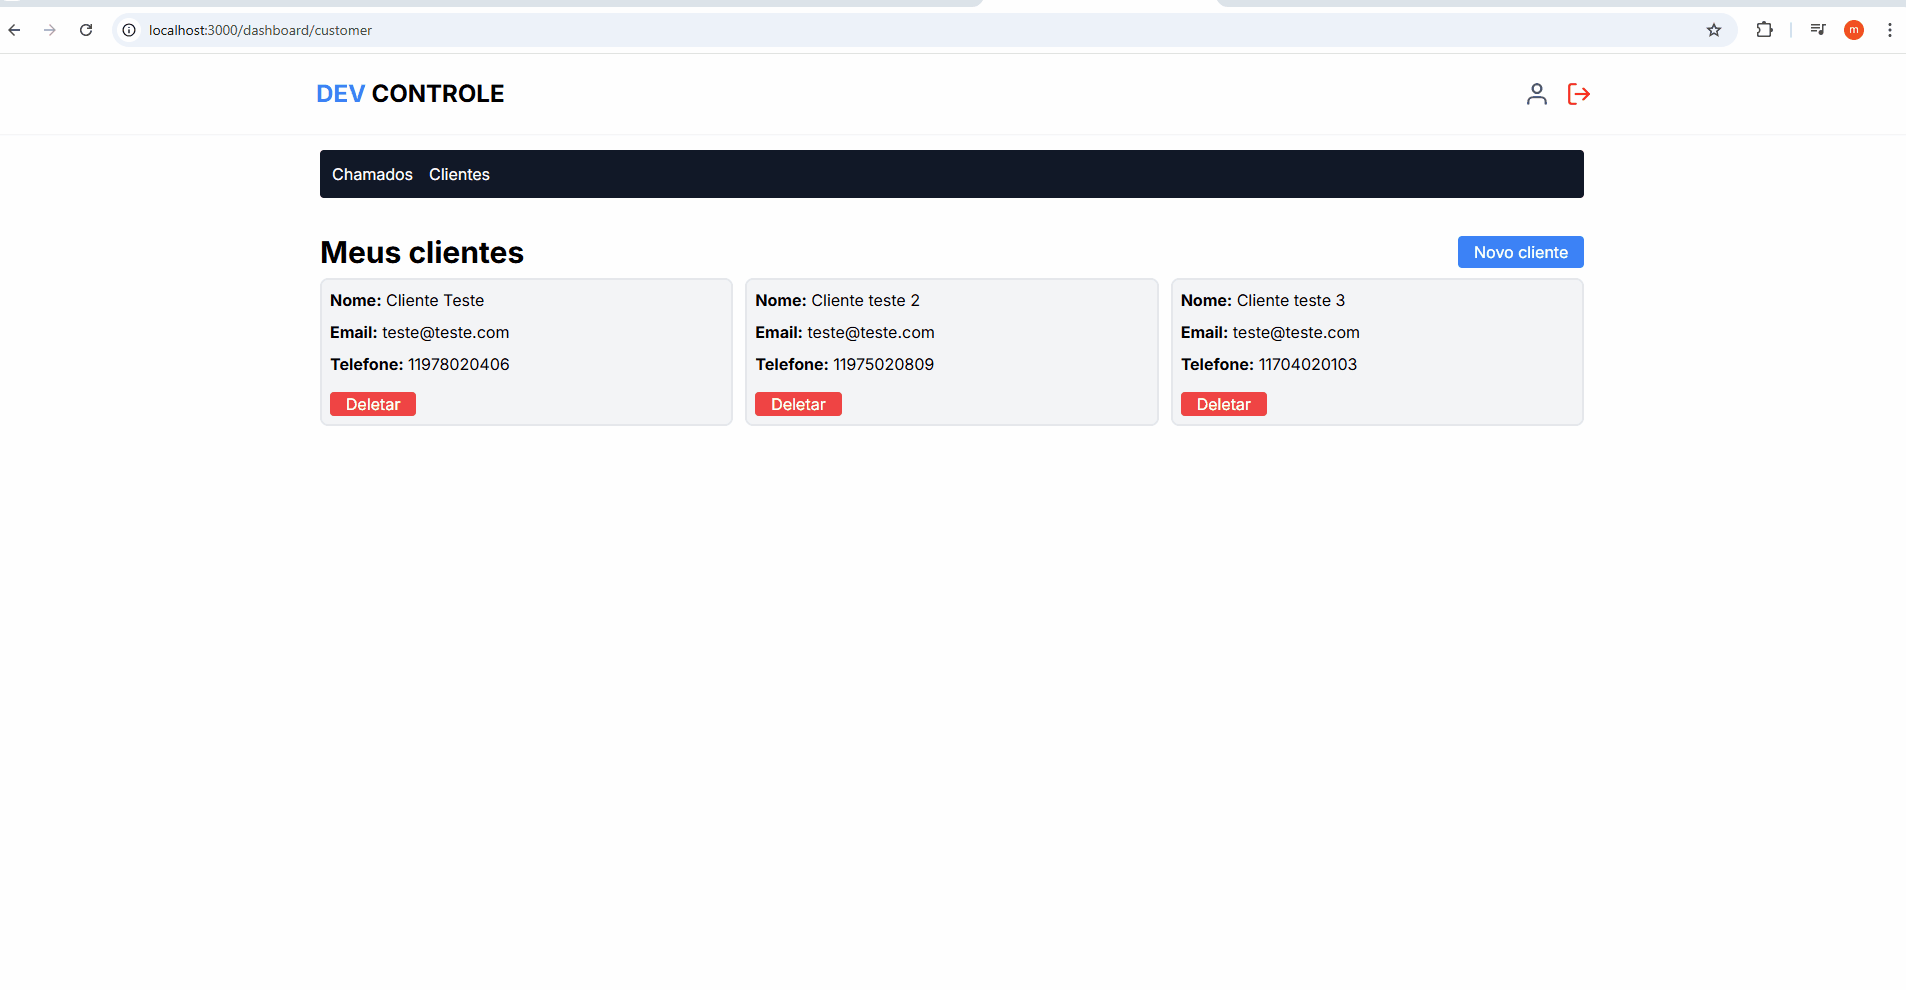 localhost:3000/dashboard/customer
m
DEV CONTROLE
Chamados Clientes
Meus clientes
Novo cliente
Nome: Cliente Teste
Email: teste@teste.com
Telefone: 11978020406
Deletar
Nome: Cliente teste 2
Email: teste@teste.com
Telefone: 11975020809
Deletar
Nome: Cliente teste 3
Email: teste@teste.com
Telefone: 11704020103
Deletar